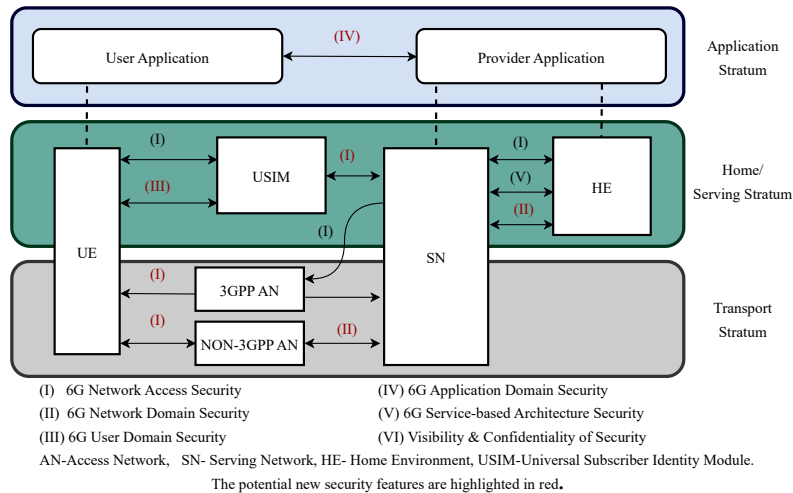 (IV)
User Application
Provider Application
Application
Stratum
(I)
USIM
(I)
(I)
HE
(III)
(V)
(II)
Home/
Serving Stratum
(I)
UE
SN
(I)
3GPP AN
(I)
NON-3GPP AN
(II)
Transport
Stratum
(I) 6G Network Access Security
(IV) 6G Application Domain Security
(II) 6G Network Domain Security
(V) 6G Service-based Architecture Security
(III) 6G User Domain Security
(VI) Visibility & Confidentiality of Security
AN-Access Network, SN- Serving Network, HE- Home Environment, USIM-Universal Subscriber Identity Module.
The potential new security features are highlighted in red.